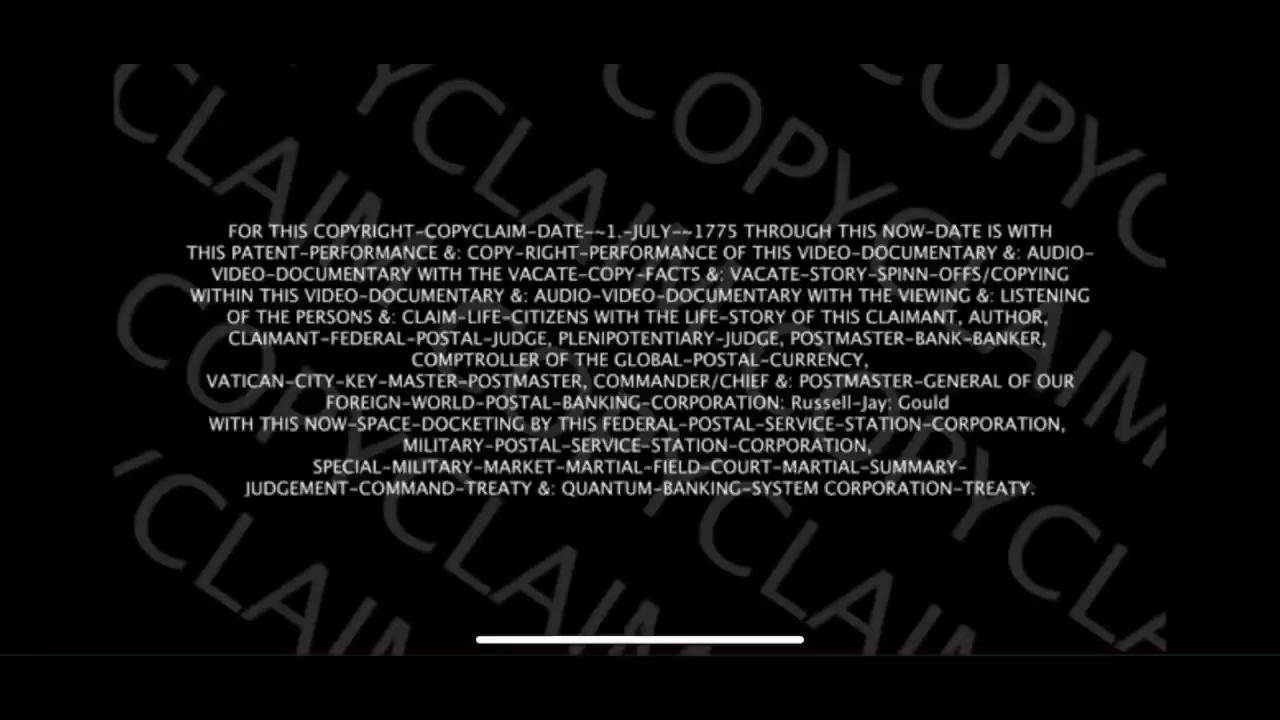 FOR THIS COPYRIGHT-COPYCLAIM-DATE-~1.-JULY-~1775 THROUGH THIS NOW-DATE IS WITH
THIS PATENT-PERFORMANCE &: COPY-RIGHT-PERFORMANCE OF THIS VIDEO-DOCUMENTARY &: AUDIO-
VIDEO-DOCUMENTARY WITH THE VACATE-COPY-FACTS &: VACATE-STORY-SPINN-OFFS/COPYING
WITHIN THIS VIDEO-DOCUMENTARY &: AUDIO-VIDEO-DOCUMENTARY WITH THE VIEWING &: LISTENING
OF THE PERSONS &: CLAIM-LIFE-CITIZENS WITH THE LIFE-STORY OF THIS CLAIMANT, AUTHOR,
CLAIMANT-FEDERAL-POSTAL-JUDGE, PLENIPOTENTIARY-JUDGE, POSTMASTER-BANK-BANKER,
COMPTROLLER OF THE GLOBAL-POSTAL-CURRENCY,
VATICAN-CITY-KEY-MASTER-POSTMASTER, COMMANDER/CHIEF &: POSTMASTER-GENERAL OF OUR
FOREIGN-WORLD-POSTAL-BANKING-CORPORATION: Russell-Jay: Gould
WITH THIS NOW-SPACE-DOCKETING BY THIS FEDERAL-POSTAL-SERVICE-STATION-CORPORATION,
MILITARY-POSTAL-SERVICE-STATION-CORPORATION,
SPECIAL-MILITARY-MARKET-MARTIAL-FIELD-COURT-MARTIAL-SUMMARY-
JUDGEMENT-COMMAND-TREATY &: QUANTUM-BANKING-SYSTEM CORPORATION-TREATY.